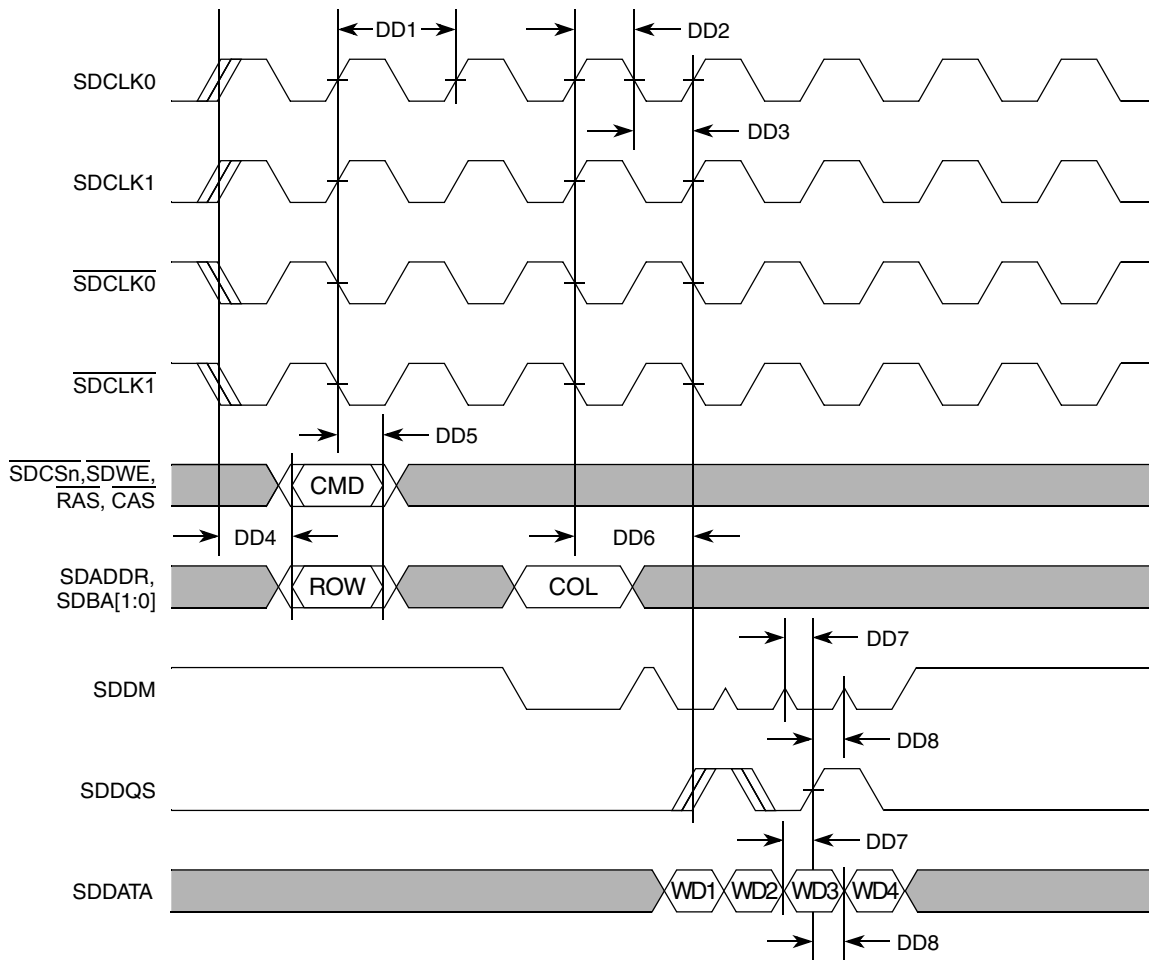 DD1
DD2
SDCLK0
DD3
SDCLK1
SDCLK0
SDCLK1
DD5
SDCSn,SDWE,
RAS, CAS
CMD
DD4
DD6
SDADDR,
SDBA[1:0]
ROW
COL
DD7
SDDM
DD8
SDDQS
DD7
SDDATA
WD1
WD2
WD3
WD4
DD8